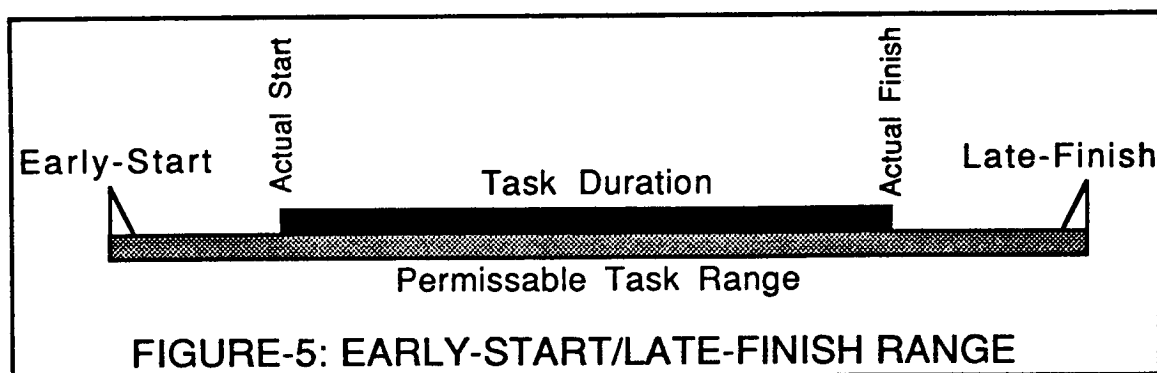 Actual Start
Actual Finish
Early-Start
Late-Finish
Task Duration
Permissable Task Range
FIGURE-5: EARLY-START/LATE-FINISH RANGE